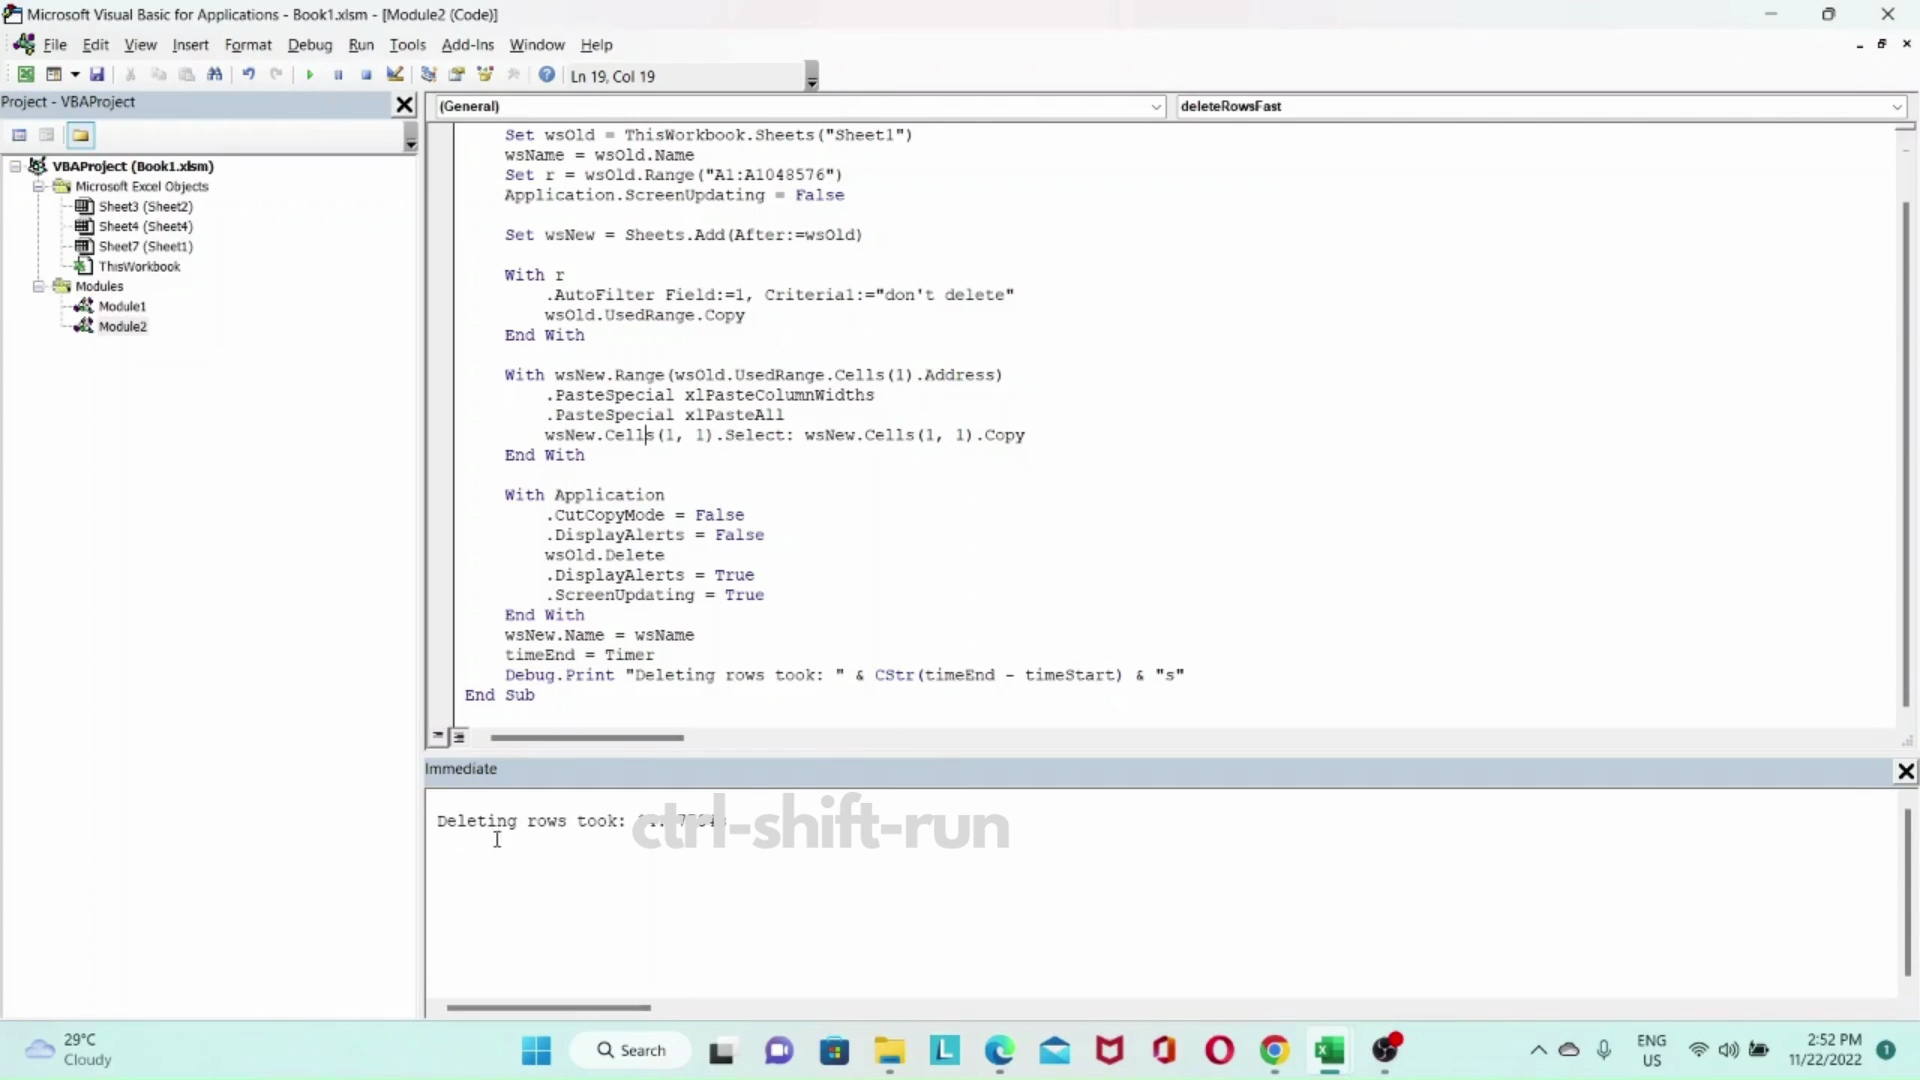 Microsoft Visual Basic for Applications - Book1.xlsm - [Module2 (Code)]
File Edit View Insert Format Debug Run Tools Add-Ins Window Help
Ln 19, Col 19
Project - VBAProject
(General)
deleteRowsFast
VBAProject (Book1.xlsm)
Microsoft Excel Objects
Sheet3 (Sheet2)
Sheet4 (Sheet4)
Sheet7 (Sheet1)
ThisWorkbook
Modules
Module1
Module2
Set wsOld = ThisWorkbook.Sheets("Sheet1")
wsName = wsOld.Name
Set r = wsOld.Range("A1:A1048576")
Application.ScreenUpdating = False
Set wsNew = Sheets.Add(After:=wsOld)
With r
.AutoFilter Field:=1, Criteria1:="don't delete"
wsOld.UsedRange.Copy
End With
With wsNew.Range(wsOld.UsedRange.Cells(1).Address)
.PasteSpecial xlPasteColumnWidths
.PasteSpecial xlPasteAll
wsNew.Cells(1, 1).Select: wsNew.Cells(1, 1).Copy
End With
With Application
.CutCopyMode = False
.DisplayAlerts = False
wsOld.Delete
.DisplayAlerts = True
.ScreenUpdating = True
End With
wsNew.Name = wsName
timeEnd = Timer
Debug.Print "Deleting rows took: " & CStr(timeEnd - timeStart) & "s"
End Sub
Immediate
Deleting rows took:
ctrl-shift-run
29°C
Cloudy
Search
ENG
US
2:52 PM
11/22/2022
1